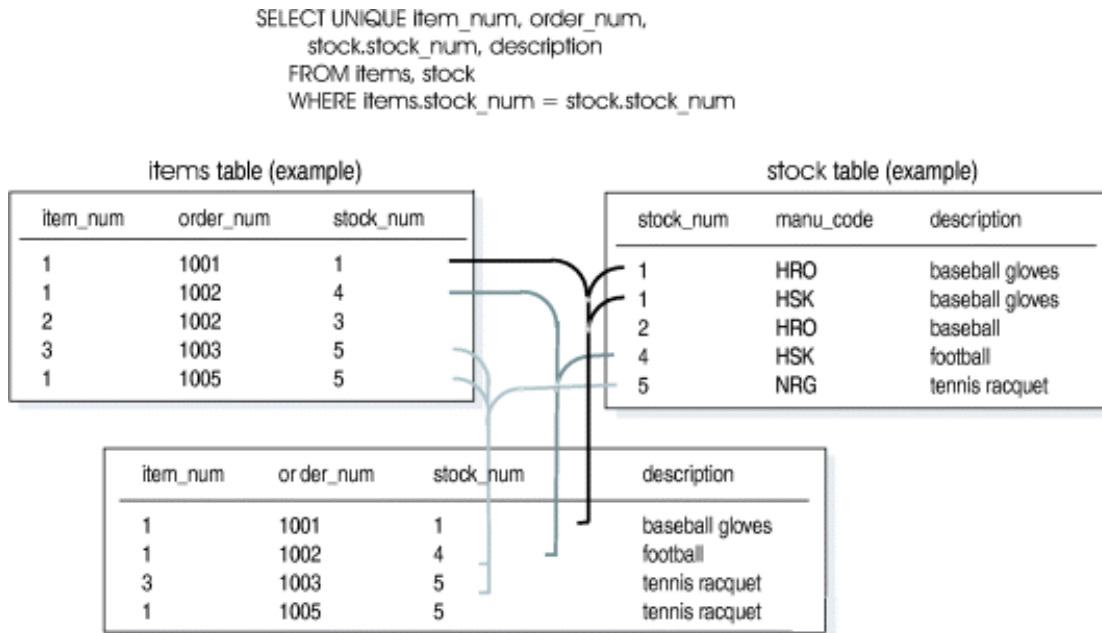 SELECT UNIQUE item_num, order_num,
stock.stock_num, description
FROM items, stock
WHERE items.stock_num = stock.stock_num
items table (example)
item_num order_num stock_num
1 1001 1
1 1002 4
2 1002 3
3 1003 5
1 1005 5
stock table (example)
stock_num manu_code description
1 HRO baseball gloves
1 HSK baseball gloves
2 HRO baseball
4 HSK football
5 NRG tennis racquet
item_num order_num stock_num description
1 1001 1 baseball gloves
1 1002 4 football
3 1003 5 tennis racquet
1 1005 5 tennis racquet